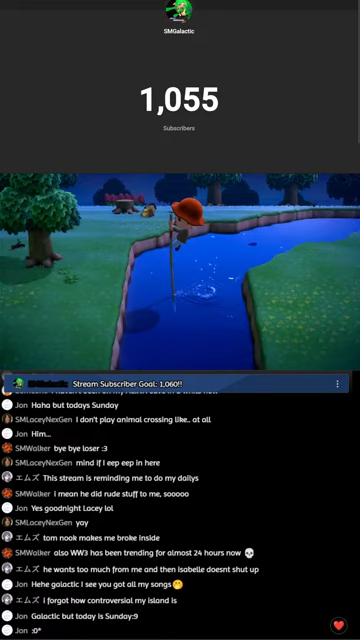 SMGalactic
1,055
Subscribers
SMGalactic Stream Subscriber Goal: 1,060!!
Jon Haha but todays Sunday
SMLaceyNexGen I don't play animal crossing like.. at all
Jon Him...
SMWalker bye bye loser :3
SMLaceyNexGen mind if I eep eep in here
エムズ This stream is reminding me to do my dailys
SMWalker i mean he did rude stuff to me, sooooo
Jon Yes goodnight Lacey lol
SMLaceyNexGen yay
エムズ tom nook makes me broke inside
SMWalker also WW3 has been trending for almost 24 hours now 💀
エムズ he wants too much from me and then isabelle doesnt shut up
Jon Hehe galactic I see you got all my songs🤭
エムズ i forgot how controversial my island is
Jon Galactic but today is Sunday:9
Jon :0*